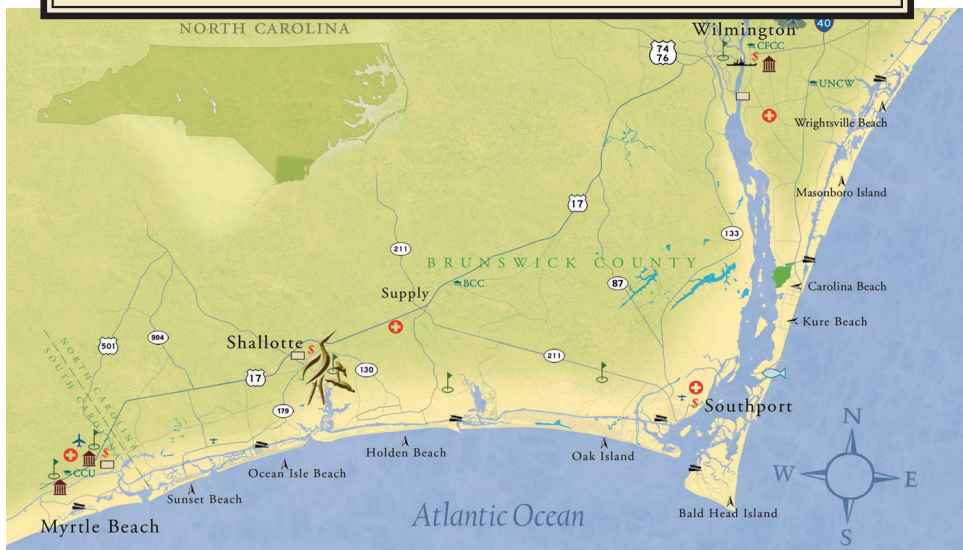 NORTH CAROLINA
Wilmington
40
74
76
CFCC
UNCW
Wrightsville Beach
Masonboro Island
17
133
211
BRUNSWICK COUNTY
BCC
87
Supply
Carolina Beach
Kure Beach
501
904
Shallotte
$
17
130
211
179
NORTH CAROLINA
SOUTH CAROLINA
$
$
$
Southport
CCU
Holden Beach
Oak Island
Ocean Isle Beach
Sunset Beach
Myrtle Beach
Atlantic Ocean
Bald Head Island
N
W
E
S